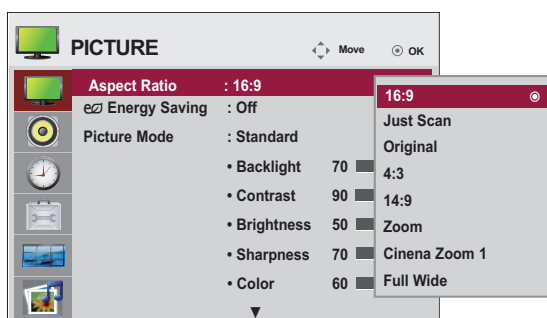 PICTURE
Move
OK
Aspect Ratio : 16:9
Energy Saving : Off
Picture Mode : Standard
• Backlight 70
• Contrast 90
• Brightness 50
• Sharpness 70
• Color 60
▼
16:9
Just Scan
Original
4:3
14:9
Zoom
Cinena Zoom 1
Full Wide